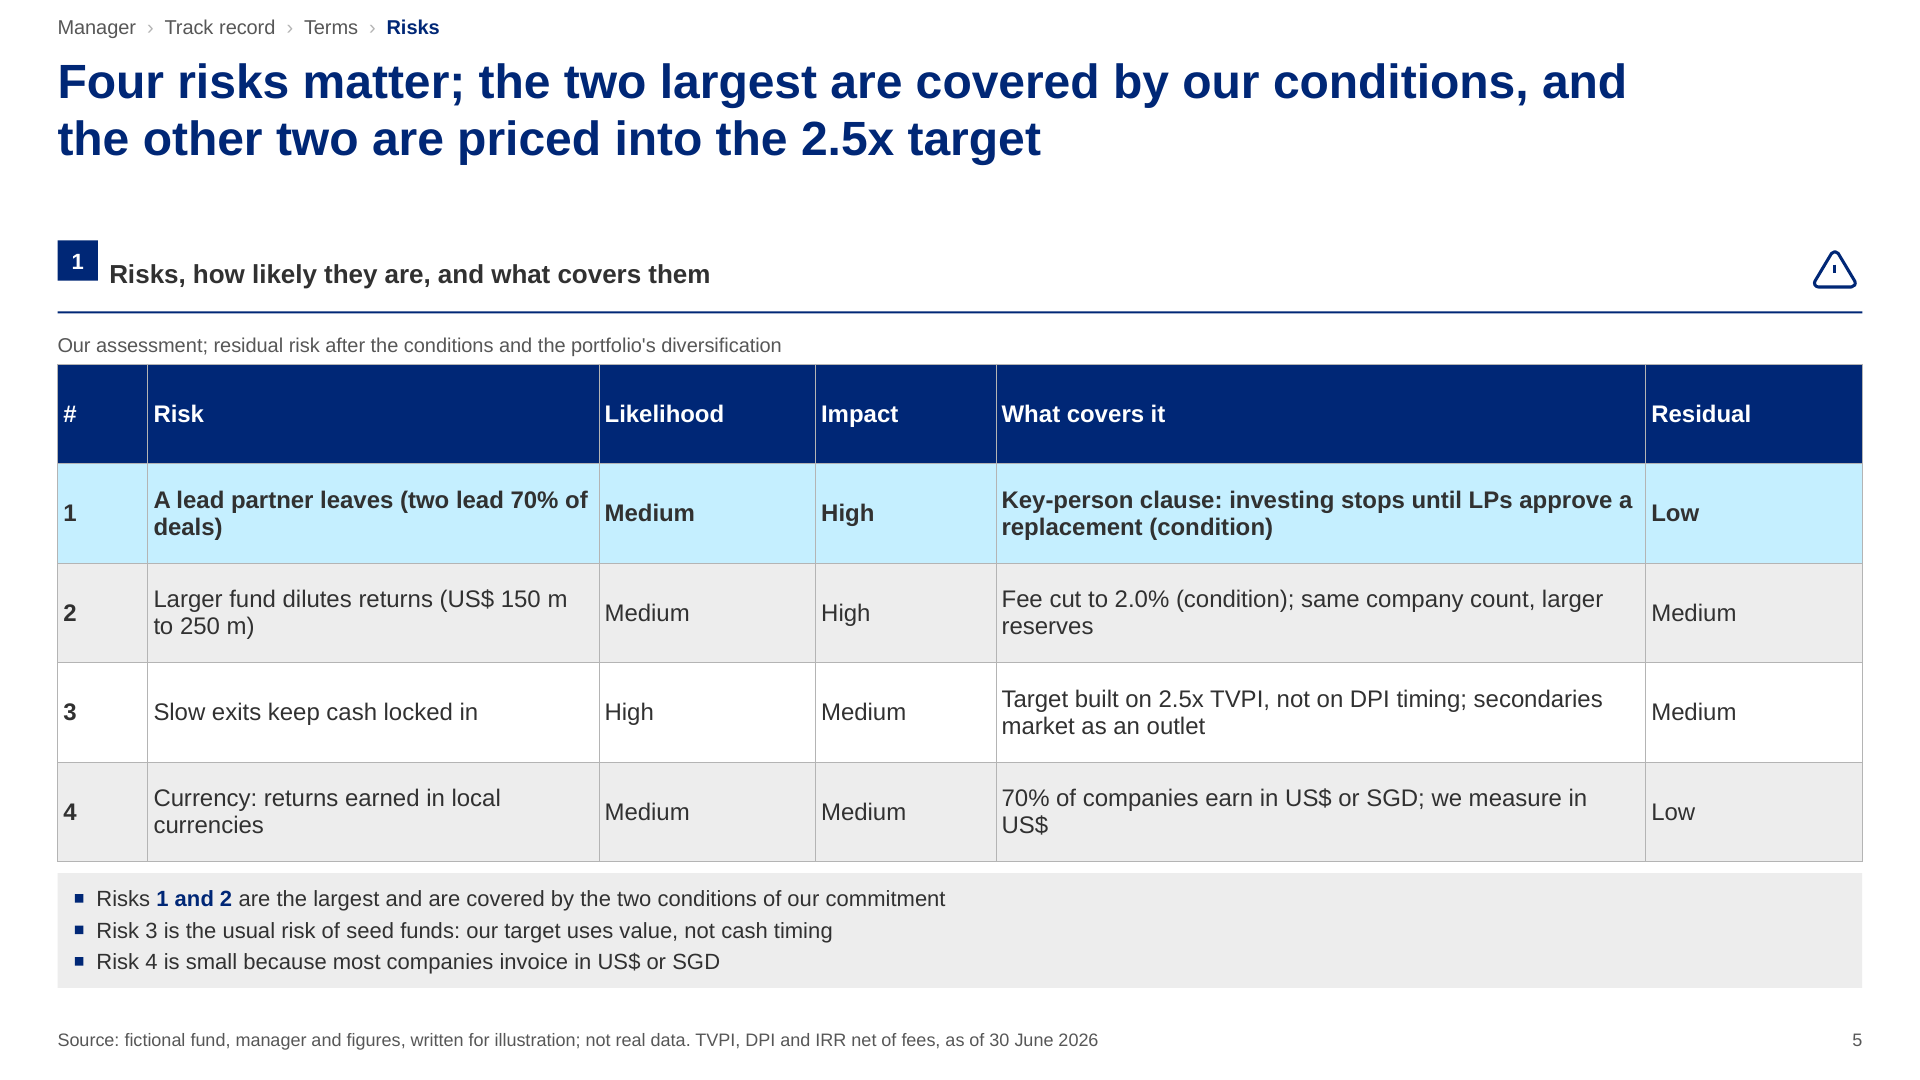 Manager › Track record › Terms › Risks
Four risks matter; the two largest are covered by our conditions, and
the other two are priced into the 2.5x target
1
Risks, how likely they are, and what covers them
Our assessment; residual risk after the conditions and the portfolio's diversification
# Risk Likelihood Impact What covers it Residual
1 A lead partner leaves (two lead 70% of
deals) Medium High Key-person clause: investing stops until LPs approve a
replacement (condition) Low
2 Larger fund dilutes returns (US$ 150 m
to 250 m) Medium High Fee cut to 2.0% (condition); same company count, larger
reserves Medium
3 Slow exits keep cash locked in High Medium Target built on 2.5x TVPI, not on DPI timing; secondaries
market as an outlet Medium
4 Currency: returns earned in local
currencies Medium Medium 70% of companies earn in US$ or SGD; we measure in
US$ Low
■ Risks 1 and 2 are the largest and are covered by the two conditions of our commitment
■ Risk 3 is the usual risk of seed funds: our target uses value, not cash timing
■ Risk 4 is small because most companies invoice in US$ or SGD
Source: fictional fund, manager and figures, written for illustration; not real data. TVPI, DPI and IRR net of fees, as of 30 June 2026
5